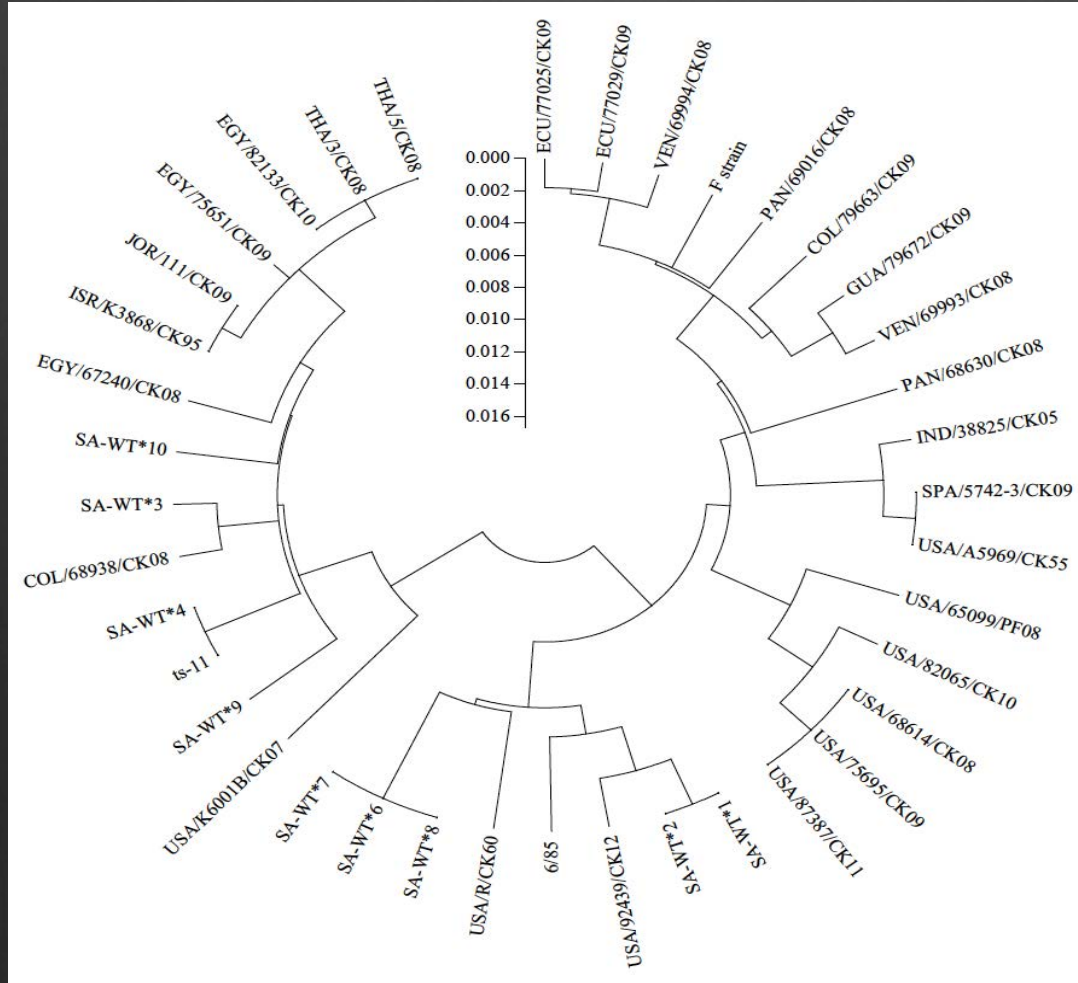 ECU/77025/CK09
ECU/77029/CK09
VEN/69994/CK08
F strain
PAN/69016/CK08
COL/79663/CK09
GUA/79672/CK09
VEN/69993/CK08
PAN/68630/CK08
IND/38825/CK05
SPA/5742-3/CK09
USA/A5969/CK55
USA/65099/PF08
USA/82065/CK10
USA/68614/CK08
USA/75695/CK09
USA/87387/CK11
SA-WT*1
SA-WT*2
USA/92439/CK12
6/85
USA/R/CK60
SA-WT*8
SA-WT*6
SA-WT*7
USA/K6001B/CK07
SA-WT*9
ts-11
SA-WT*4
COL/68938/CK08
SA-WT*3
SA-WT*10
EGY/67240/CK08
ISR/K3868/CK95
JOR/111/CK09
EGY/75651/CK09
EGY/82133/CK10
THA/3/CK08
THA/5/CK08
0.000
0.002
0.004
0.006
0.008
0.010
0.012
0.014
0.016